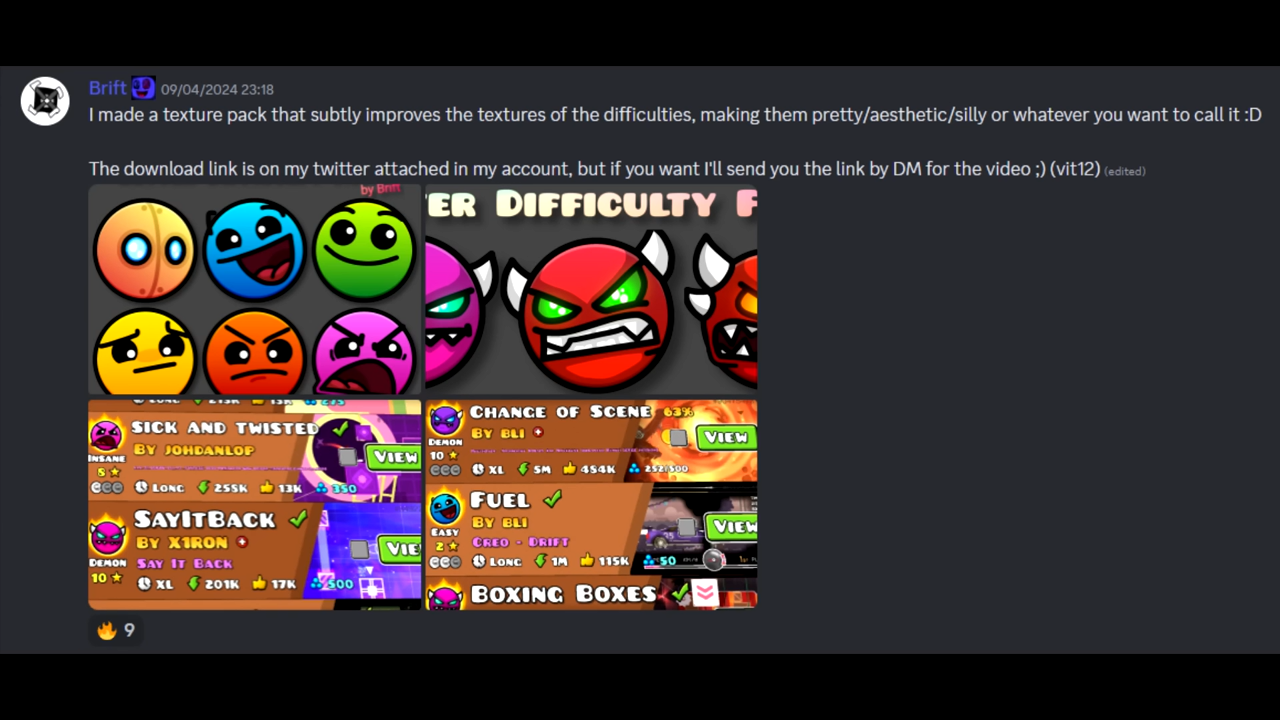 Brift 09/04/2024 23:18
I made a texture pack that subtly improves the textures of the difficulties, making them pretty/aesthetic/silly or whatever you want to call it :D
The download link is on my twitter attached in my account, but if you want I'll send you the link by DM for the video ;) (vit12) (edited)
by Brift
ER DIFFICULTY F
SICK AND TWISTED
BY JOHDANLOP
VIEW
INSANE
8
LONG 255K 13K 350
SAYITBACK
BY X1RON
VIE
SAY IT BACK
DEMON
10
XL 201K 17K 500
CHANGE OF SCENE 63%
BY BLI
VIEW
DEMON
10
XL 5M 484K 252/500
FUEL
BY BLI
VIEW
EASY
CREO - DRIFT
2
LONG 1M 115K 50
BOXING BOXES
9